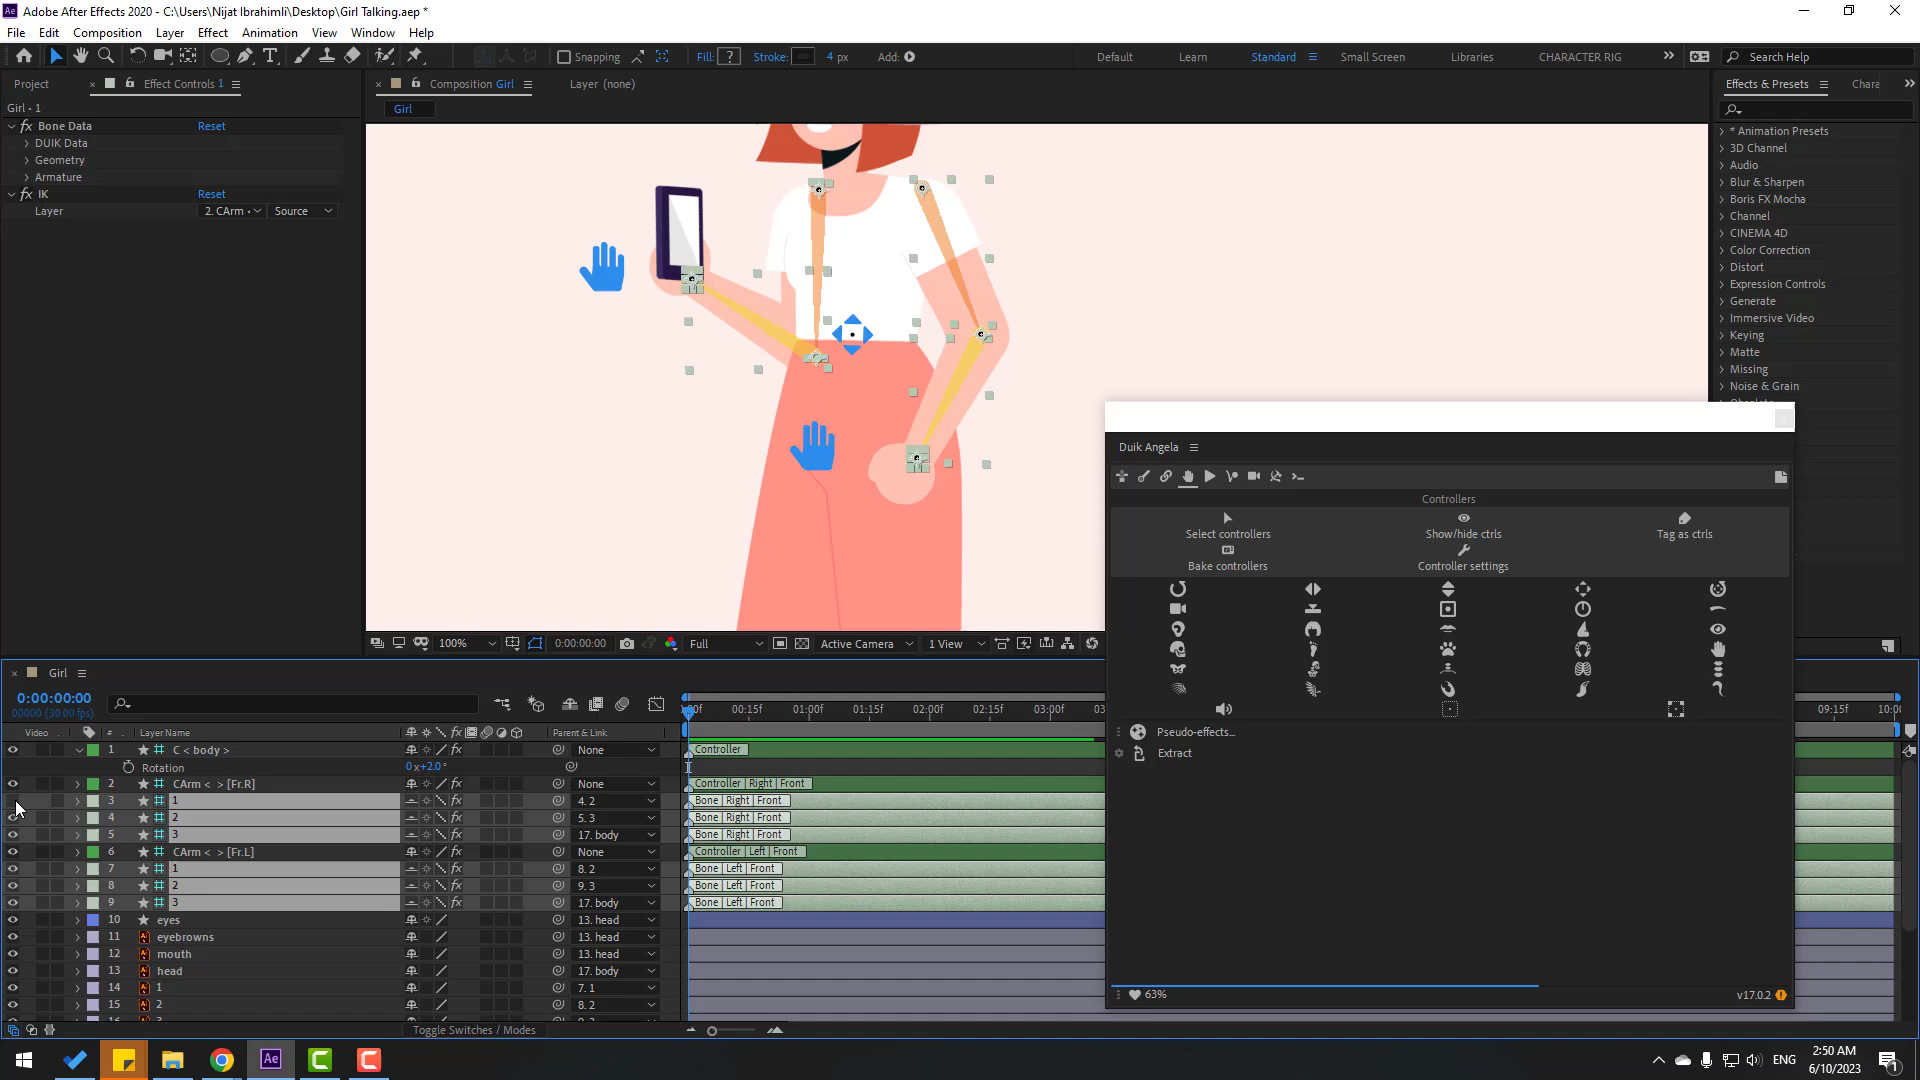 Adobe After Effects 2020 - C:\Users\Nijat Ibrahimli\Desktop\Girl Talking.aep *
File Edit Composition Layer Effect Animation View Window Help
Snapping Fill: ? Stroke: 4 px Add: Default Learn Standard Small Screen Libraries CHARACTER RIG Search Help
Project Effect Controls 1 Composition Girl Layer (none) Effects & Presets Chara
Girl • 1
Girl
Bone Data Reset
DUIK Data
Geometry
Armature
IK Reset
Layer 2. CArm Source
* Animation Presets
3D Channel
Audio
Blur & Sharpen
Boris FX Mocha
Channel
CINEMA 4D
Color Correction
Distort
Expression Controls
Generate
Immersive Video
Keying
Matte
Missing
Noise & Grain
Duik Angela
Controllers
Select controllers Show/hide ctrls Tag as ctrls
Bake controllers Controller settings
Pseudo-effects...
Extract
63% v17.0.2
100% 0:00:00:00 Full Active Camera 1 View
Girl
0:00:00:00
00000 (30.00 fps)
00f 00:15f 01:00f 01:15f 02:00f 02:15f 03:00f 03 09:15f 10:00
Video # Layer Name Parent & Link
1 C < body > None Controller
Rotation 0x+2.0°
2 CArm < > [Fr.R] None Controller | Right | Front
3 1 4. 2 Bone | Right | Front
4 2 5. 3 Bone | Right | Front
5 3 17. body Bone | Right | Front
6 CArm < > [Fr.L] None Controller | Left | Front
7 1 8. 2 Bone | Left | Front
8 2 9. 3 Bone | Left | Front
9 3 17. body Bone | Left | Front
10 eyes 13. head
11 eyebrowns 13. head
12 mouth 13. head
13 head 17. body
14 1 7. 1
15 2 8. 2
Toggle Switches / Modes
ENG 2:50 AM
6/10/2023
1